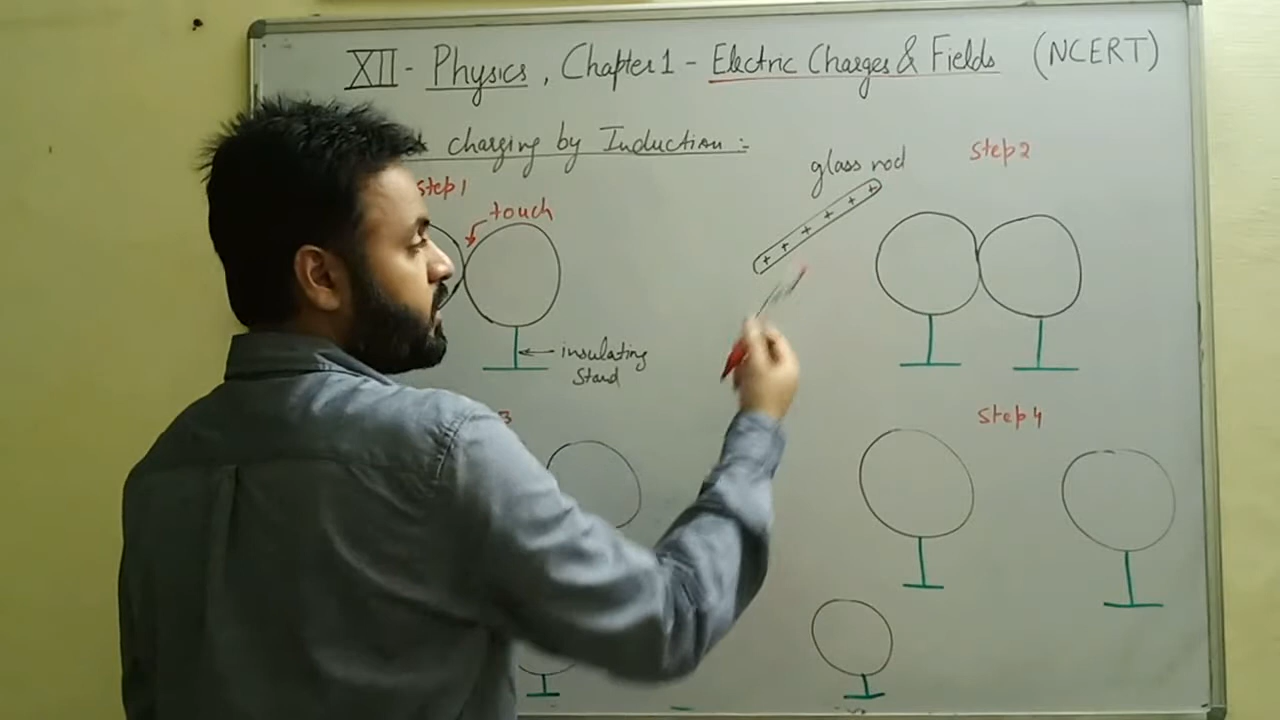 XII - Physics, Chapter 1 - Electric Charges & Fields (NCERT)
charging by Induction :-
Step 1
touch
insulating
Stand
glass rod
+ + + + + +
Step 2
3
Step 4